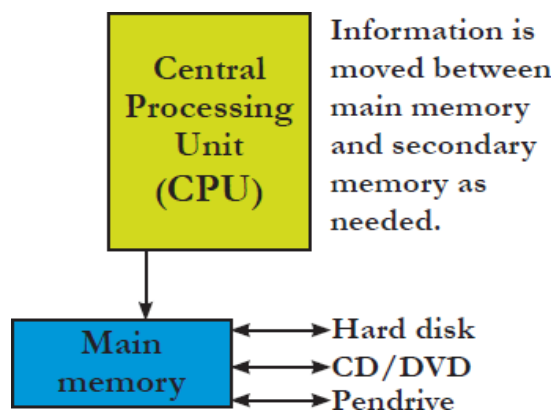 Central
Processing
Unit
(CPU)
Information is
moved between
main memory
and secondary
memory as
needed.
Main
memory
Hard disk
CD/DVD
Pendrive